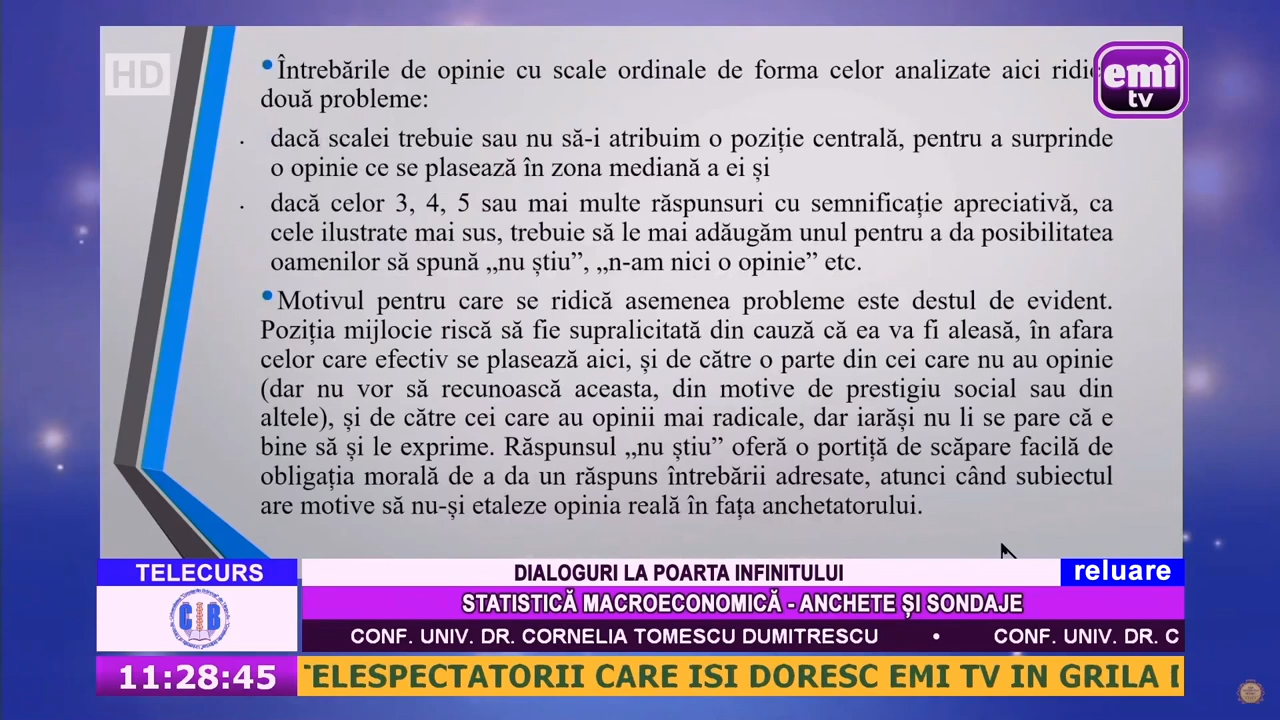 HD
emi
tv
•Întrebările de opinie cu scale ordinale de forma celor analizate aici
două probleme:
. dacă scalei trebuie sau nu să-i atribuim o poziție centrală, pentru a surprinde
o opinie ce se plasează în zona mediană a ei și
. dacă celor 3, 4, 5 sau mai multe răspunsuri cu semnificație apreciativă, ca
cele ilustrate mai sus, trebuie să le mai adăugăm unul pentru a da posibilitatea
oamenilor să spună „nu știu”, „n-am nici o opinie” etc.
•Motivul pentru care se ridică asemenea probleme este destul de evident.
Poziția mijlocie riscă să fie supralicitată din cauză că ea va fi aleasă, în afara
celor care efectiv se plasează aici, și de către o parte din cei care nu au opinie
(dar nu vor să recunoască aceasta, din motive de prestigiu social sau din
altele), și de către cei care au opinii mai radicale, dar iarăși nu li se pare că e
bine să și le exprime. Răspunsul „nu știu” oferă o portiță de scăpare facilă de
obligația morală de a da un răspuns întrebării adresate, atunci când subiectul
are motive să nu-și etaleze opinia reală în fața anchetatorului.
TELECURS
DIALOGURI LA POARTA INFINITULUI
reluare
CIB
STATISTICĂ MACROECONOMICĂ - ANCHETE ȘI SONDAJE
CONF. UNIV. DR. CORNELIA TOMESCU DUMITRESCU • CONF. UNIV. DR. C
11:28:45
TELESPECTATORII CARE ISI DORESC EMI TV IN GRILA